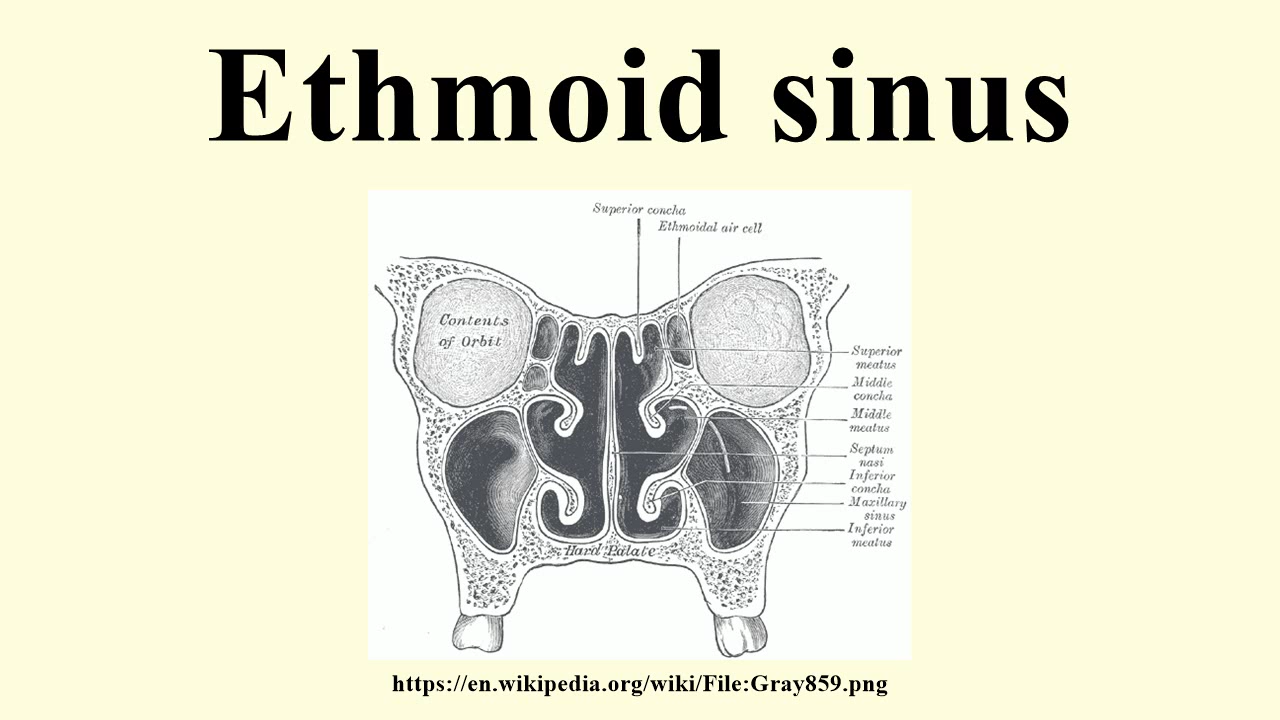 Ethmoid sinus
Superior concha
Ethmoidal air cell
Contents
of Orbit
Superior
meatus
Middle
concha
Middle
meatus
Septum
nasi
Inferior
concha
Maxillary
sinus
Inferior
meatus
Hard Palate
https://en.wikipedia.org/wiki/File:Gray859.png